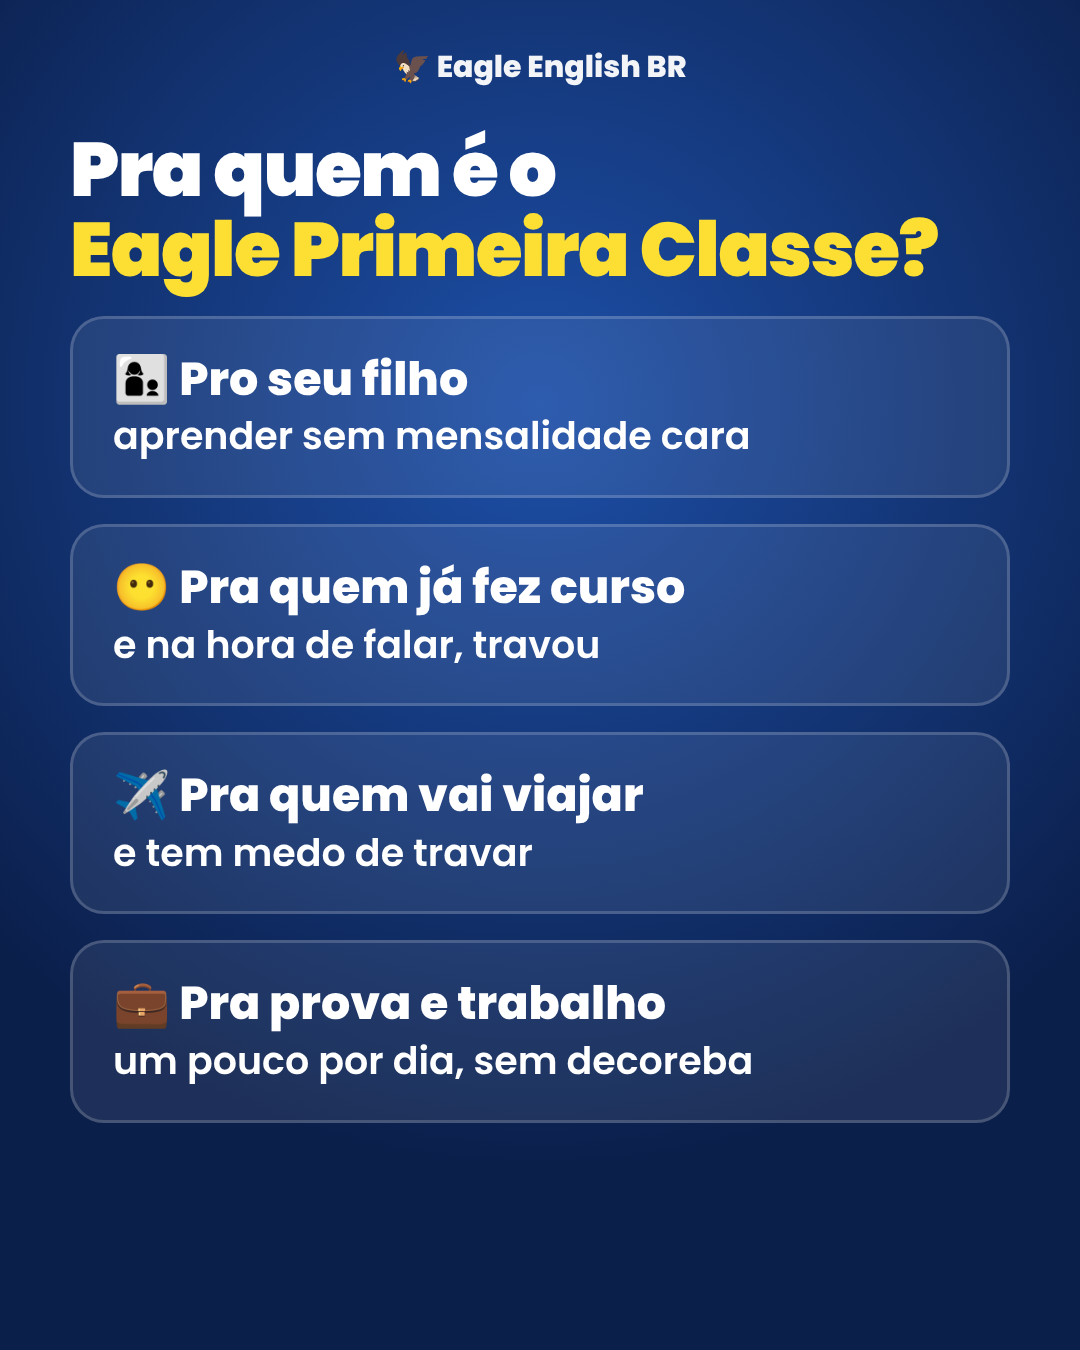 Eagle English BR
Pra quem é o
Eagle Primeira Classe?
Pro seu filho
aprender sem mensalidade cara
Pra quem já fez curso
e na hora de falar, travou
Pra quem vai viajar
e tem medo de travar
Pra prova e trabalho
um pouco por dia, sem decoreba